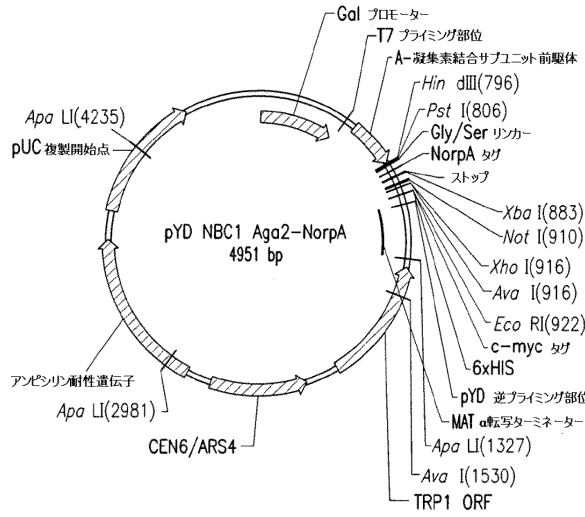 Gal プロモーター
T7 プライミング部位
A-凝集素結合サブユニット前駆体
Hin dIII(796)
Pst I(806)
Gly/Ser リンカー
NorpA タグ
ストップ
Xba I(883)
Not I(910)
Xho I(916)
Ava I(916)
Eco RI(922)
c-myc タグ
6xHIS
pYD 逆プライミング部位
MAT α転写ターミネーター
Apa LI(1327)
Ava I(1530)
TRP1 ORF
CEN6/ARS4
Apa LI(2981)
アンピシリン耐性遺伝子
pUC 複製開始点
Apa LI(4235)
pYD NBC1 Aga2-NorpA
4951 bp